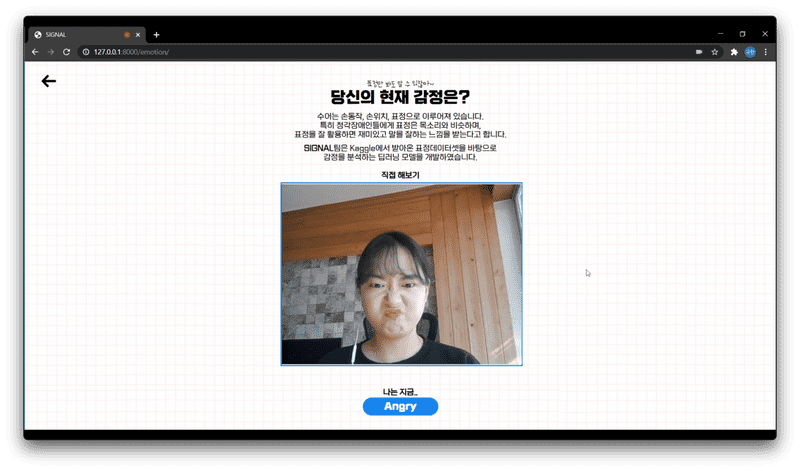 SIGNAL
127.0.0.1:8000/emotion/
표정만 봐도 알 수 있잖아~
당신의 현재 감정은?
수어는 손동작, 손위치, 표정으로 이루어져 있습니다.
특히 청각장애인들에게 표정은 목소리와 비슷하며,
표정을 잘 활용하면 재미있고 말을 잘하는 느낌을 받는다고 합니다.
SIGNAL팀은 Kaggle에서 받아온 표정데이터셋을 바탕으로
감정을 분석하는 딥러닝 모델을 개발하였습니다.
직접 해보기
나는 지금..
Angry